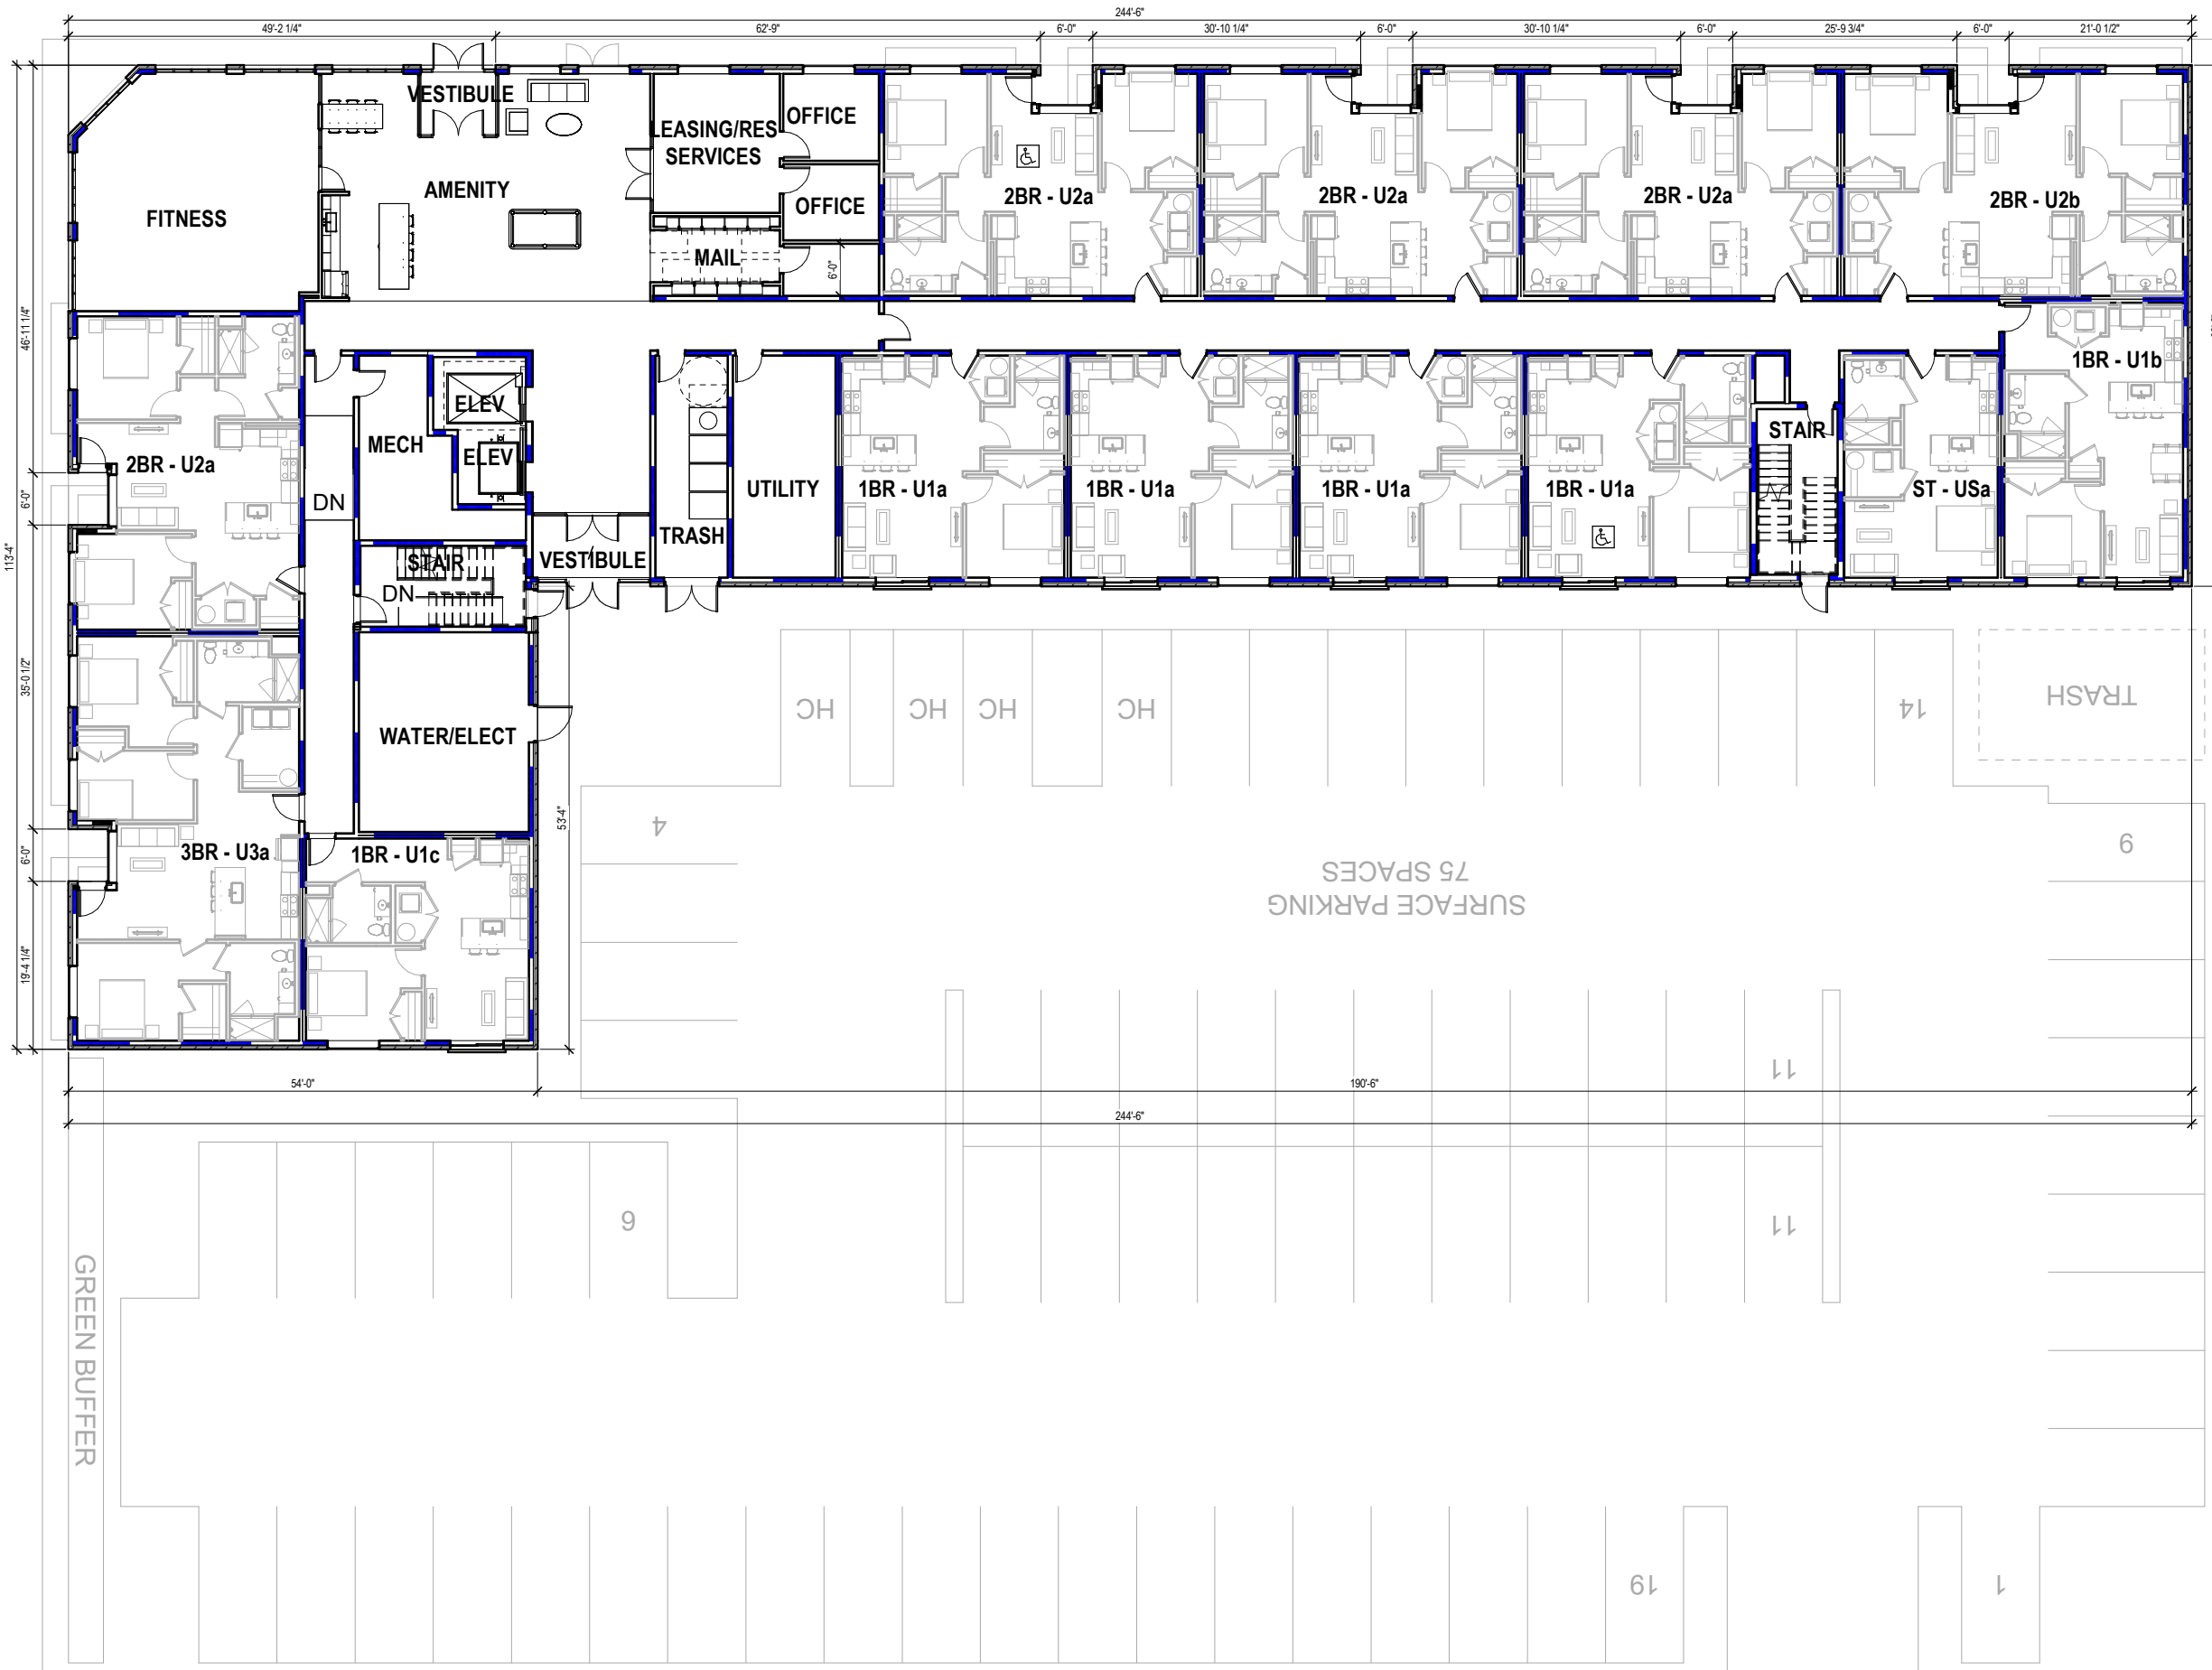 244'-6"
49'-2 1/4"
62'-9"
6'-0"
30'-10 1/4"
6'-0"
30'-10 1/4"
6'-0"
25'-9 3/4"
6'-0"
21'-0 1/2"
VESTIBULE
LEASING/RES
SERVICES
OFFICE
AMENITY
FITNESS
OFFICE
MAIL
6'-0"
2BR - U2a
2BR - U2a
2BR - U2a
2BR - U2b
46'-11 1/4"
6'-0"
113'-4"
35'-0 1/2"
6'-0"
19'-4 1/4"
2BR - U2a
DN
MECH
ELEV
ELEV
STAIR
DN
VESTIBULE
TRASH
UTILITY
1BR - U1a
1BR - U1a
1BR - U1a
1BR - U1a
STAIR
ST - USa
1BR - U1b
WATER/ELECT
3BR - U3a
1BR - U1c
53'-4"
HC
HC
HC
HC
14
TRASH
4
9
SURFACE PARKING
75 SPACES
11
54'-0"
190'-6"
244'-6"
6
11
GREEN BUFFER
19
1